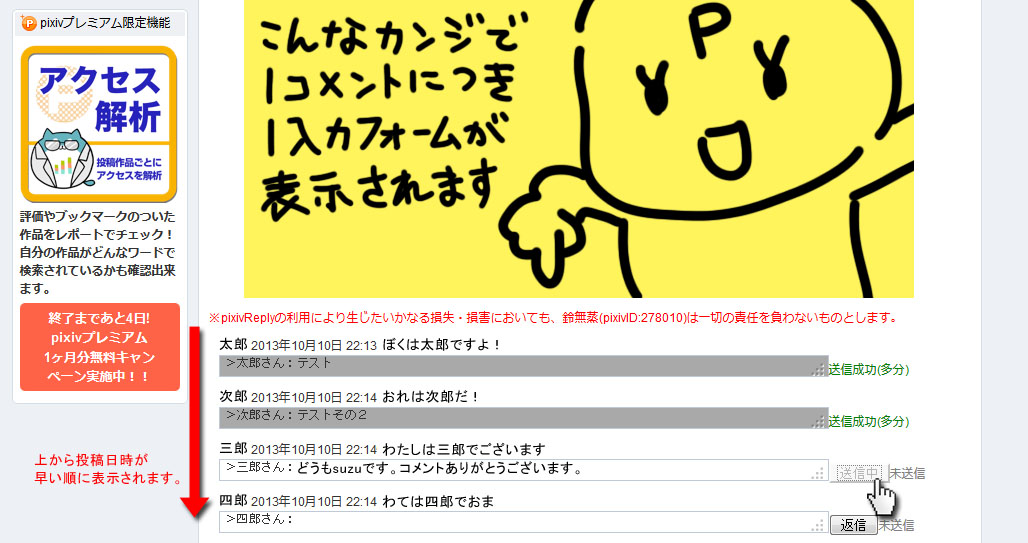 pixivプレミアム限定機能
アクセス
解析
投稿作品ごとに
アクセスを解析
評価やブックマークのついた
作品をレポートでチェック！
自分の作品がどんなワードで
検索されているかも確認出来
ます。
終了まであと4日!
pixivプレミアム
1ヶ月分無料キャン
ペーン実施中！！
上から投稿日時が
早い順に表示されます。
こんなカンジで
1コメントにつき
1入力フォームが
表示されます
P
※pixivReplyの利用により生じたいかなる損失・損害においても、鈴無蒸(pixivID:278010)は一切の責任を負わないものとします。
太郎 2013年10月10日 22:13 ぼくは太郎ですよ！
>太郎さん：テスト 送信成功(多分)
次郎 2013年10月10日 22:14 おれは次郎だ！
>次郎さん：テストその２ 送信成功(多分)
三郎 2013年10月10日 22:14 わたしは三郎でございます
>三郎さん：どうもsuzuです。コメントありがとうございます。 送信中 未送信
四郎 2013年10月10日 22:14 わては四郎でおま
>四郎さん： 返信 未送信